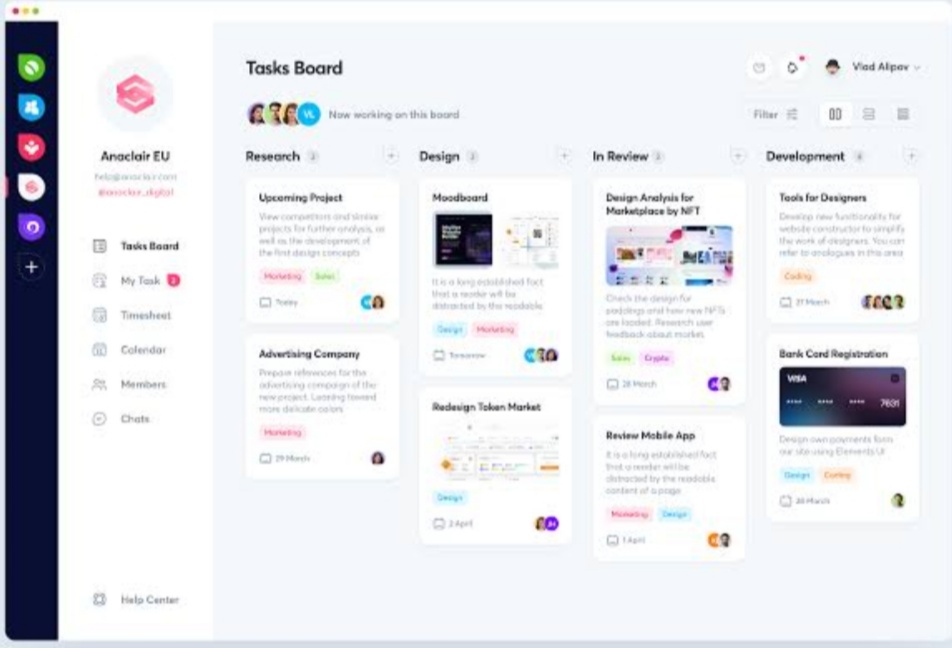 Tasks Board
Vlad Alipov
VL
Now working on this board
Filter
Anaclair EU
help@anaclair.com
@anaclair_digital
Tasks Board
My Task 2
Timesheet
Calendar
Members
Chats
Help Center
Research 2
Upcoming Project
View competitors and similar
projects for further analysis, as
well as the development of
the first design concepts
Marketing Sales
Today
Advertising Company
Prepare references for the
advertising campaign of the
new project. Leaning toward
more delicate colors
Marketing
29 March
Design 2
Moodboard
It is a long established fact
that a reader will be
distracted by the readable
Design Marketing
Tomorrow
Redesign Token Market
Design
2 April
In Review 2
Design Analysis for
Marketplace by NFT
Check the design for
paddings and how new NFTs
are loaded. Research user
feedback about market.
Sales Crypto
28 March
Review Mobile App
It is a long established fact
that a reader will be
distracted by the readable
content of a page
Marketing Design
1 April
Development
Tools for Designers
Develop new functionality for
website constructor to simplify
the work of designers. You can
refer to analogues in this area
Coding
27 March
Bank Card Registration
VISA
7831
Design own payments form
our site using Elements UI
Design Coding
28 March